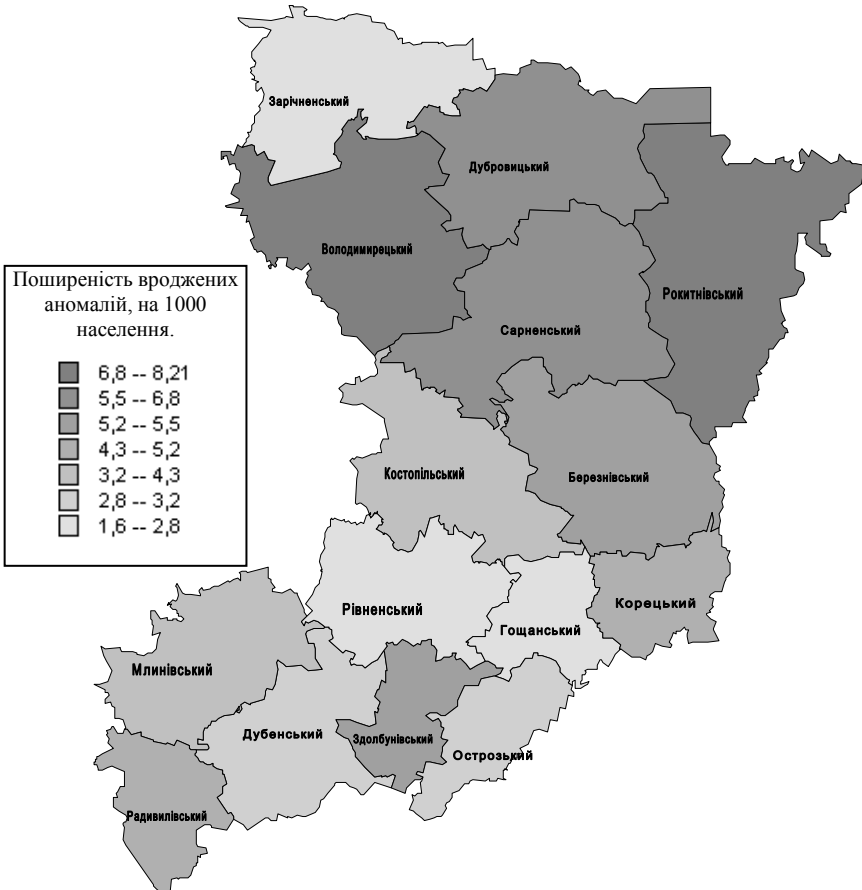 Зарічненський
Дубровицький
Володимирецький
Рокитнівський
Сарненський
Поширеність вроджених
аномалій, на 1000
населення.
6,8 -- 8,21
5,5 -- 6,8
5,2 -- 5,5
4,3 -- 5,2
3,2 -- 4,3
2,8 -- 3,2
1,6 -- 2,8
Костопільський
Березнівський
Рівненський
Гощанський
Корецький
Млинівський
Дубенський
Здолбунівський
Острозький
Радивилівський